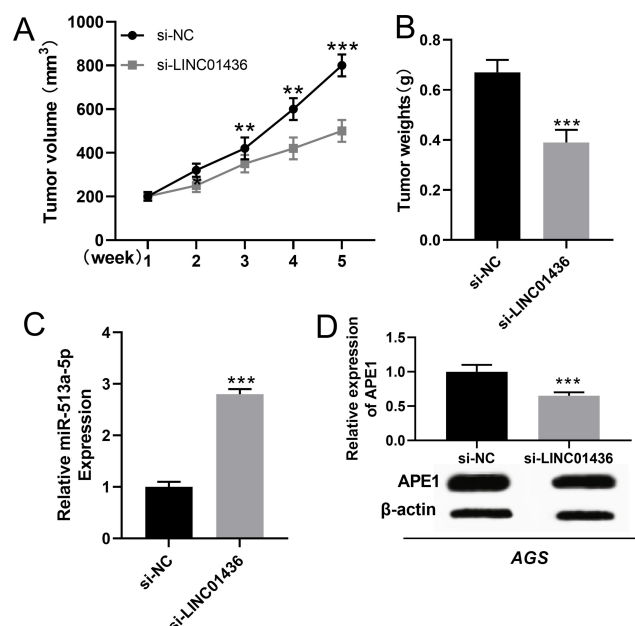 A
si-NC
si-LINC01436
Tumor volume (mm³)
1000
800
600
400
200
0
***
**
**
*
(week) 1 2 3 4 5
B
Tumor weights(g)
0.8
0.6
0.4
0.2
0.0
***
si-NC
si-LINC01436
C
Relative miR-513a-5p
Expression
4
3
2
1
0
***
si-NC
si-LINC01436
D
Relative expression
of APE1
1.5
1.0
0.5
0.0
***
si-NC si-LINC01436
APE1
β-actin
AGS